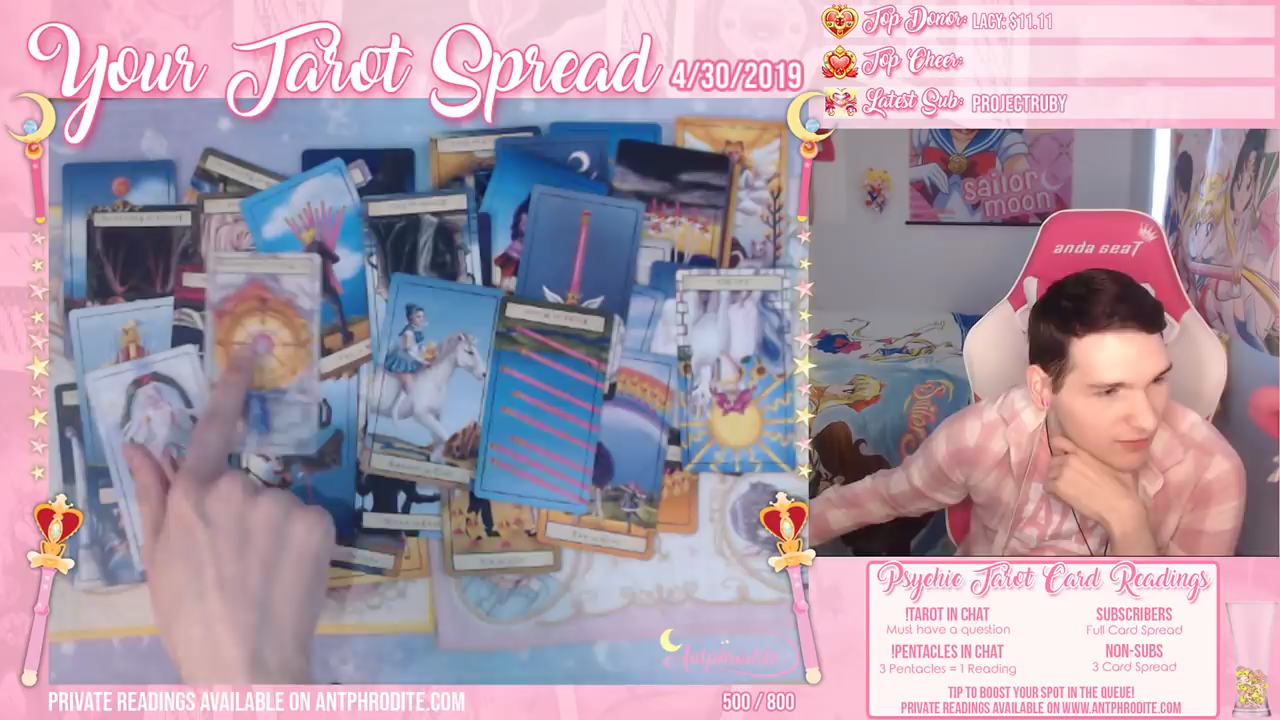 Your Tarot Spread 4/30/2019
Top Donor: LACY: $11.11
Top Cheer:
Latest Sub: PROJECTRUBY
sailor
moon
anda seaT
Antphrodite
PRIVATE READINGS AVAILABLE ON ANTPHRODITE.COM
500 / 800
Psychic Tarot Card Readings
!TAROT IN CHAT
Must have a question
SUBSCRIBERS
Full Card Spread
!PENTACLES IN CHAT
3 Pentacles = 1 Reading
NON-SUBS
3 Card Spread
TIP TO BOOST YOUR SPOT IN THE QUEUE!
PRIVATE READINGS AVAILABLE ON WWW.ANTPHRODITE.COM